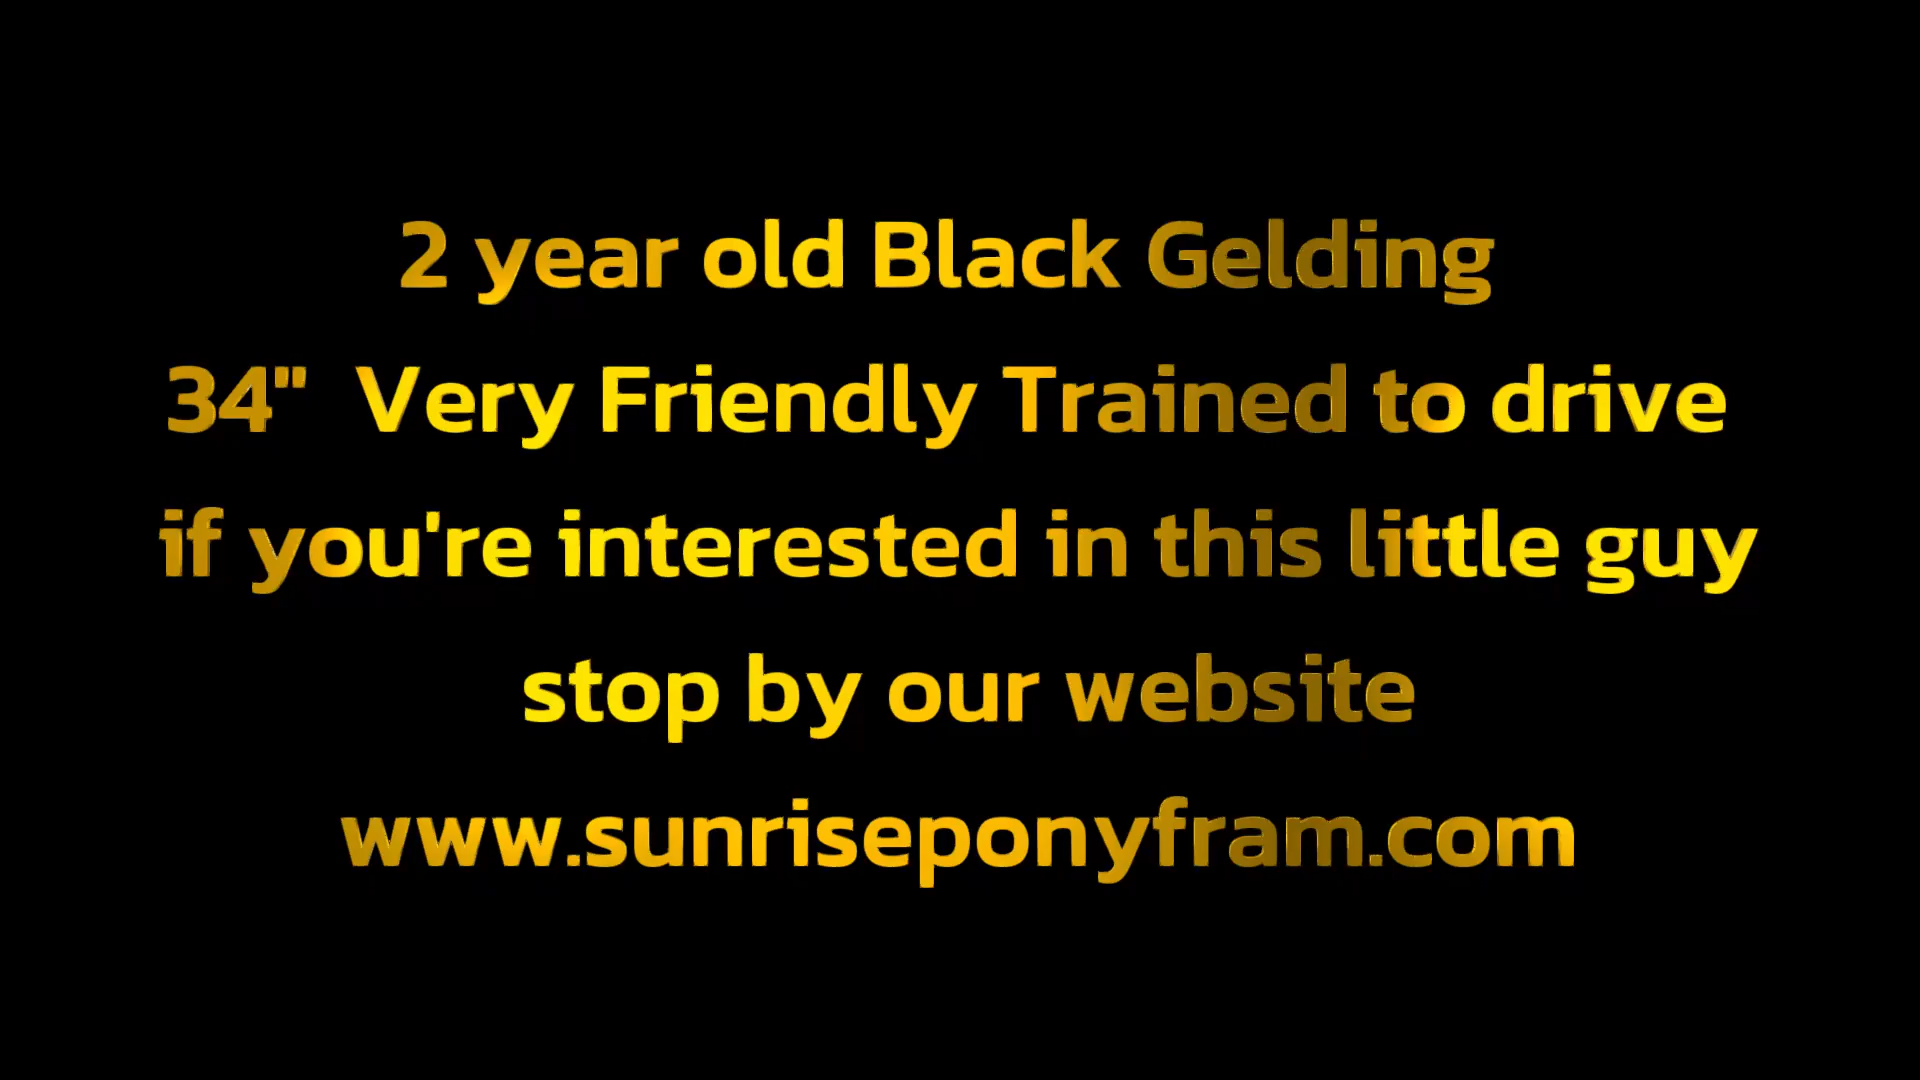 2 year old Black Gelding
34" Very Friendly Trained to drive
if you're interested in this little guy
stop by our website
www.sunriseponyfram.com